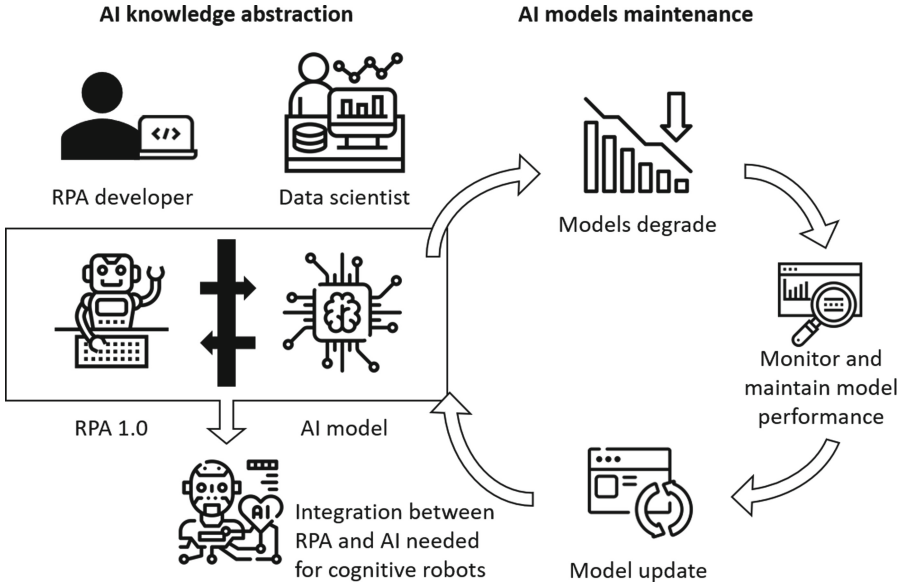 AI knowledge abstraction
AI models maintenance
</>
RPA developer
Data scientist
Models degrade
Monitor and
maintain model
performance
RPA 1.0
AI model
AI
Integration between
RPA and AI needed
for cognitive robots
Model update